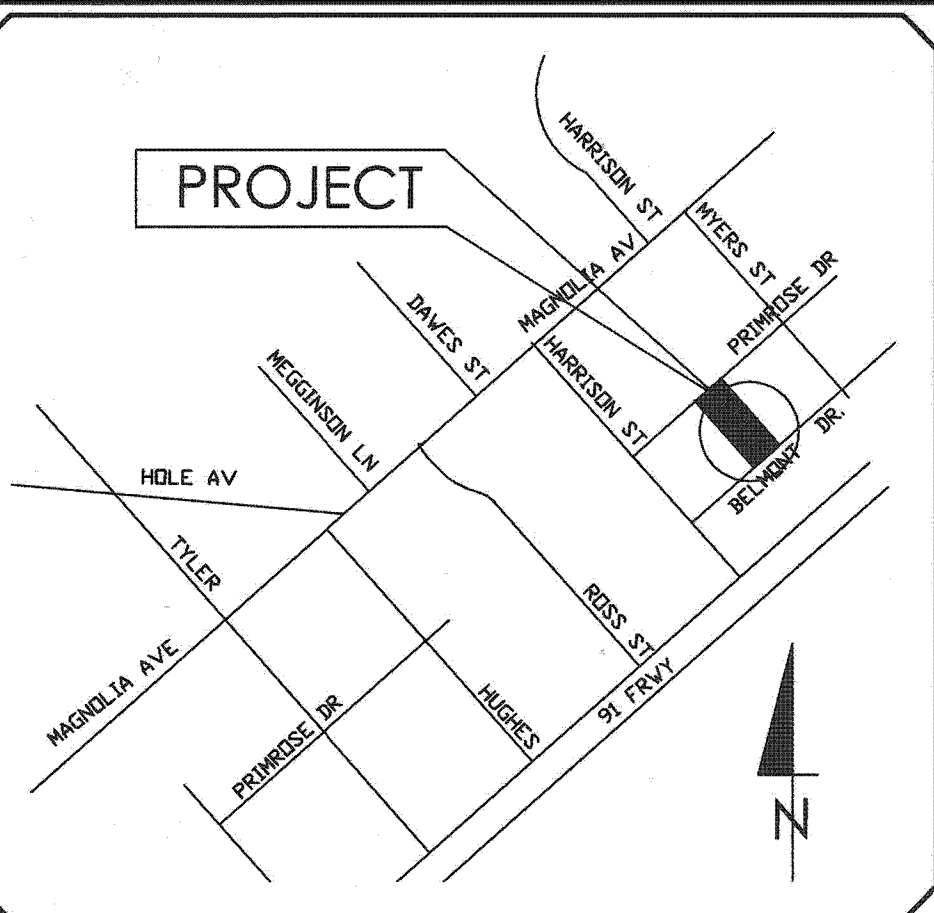 HARRISON ST
PROJECT
MYERS ST
MAGNOLIA AV
PRIMROSE DR
DAWES ST
HARRISON ST
MEGGINSON LN
BELMONT DR.
HOLE AV
TYLER
ROSS ST
MAGNOLIA AVE
91 FRWY
HUGHES
PRIMROSE DR
N